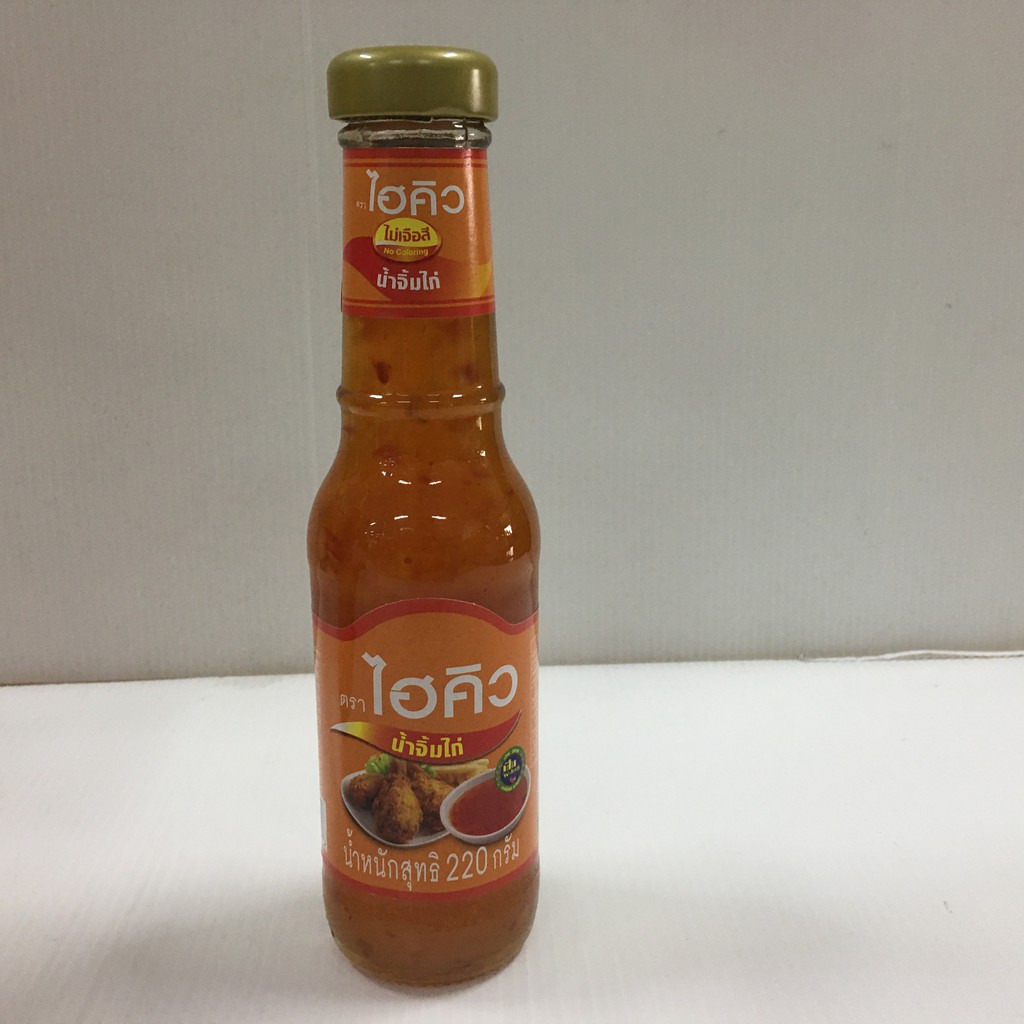 ตรา ไฮคิว
ไม่เจือสี
No Coloring
น้ำจิ้มไก่
ตรา ไฮคิว
น้ำจิ้มไก่
น้ำหนักสุทธิ 220 กรัม